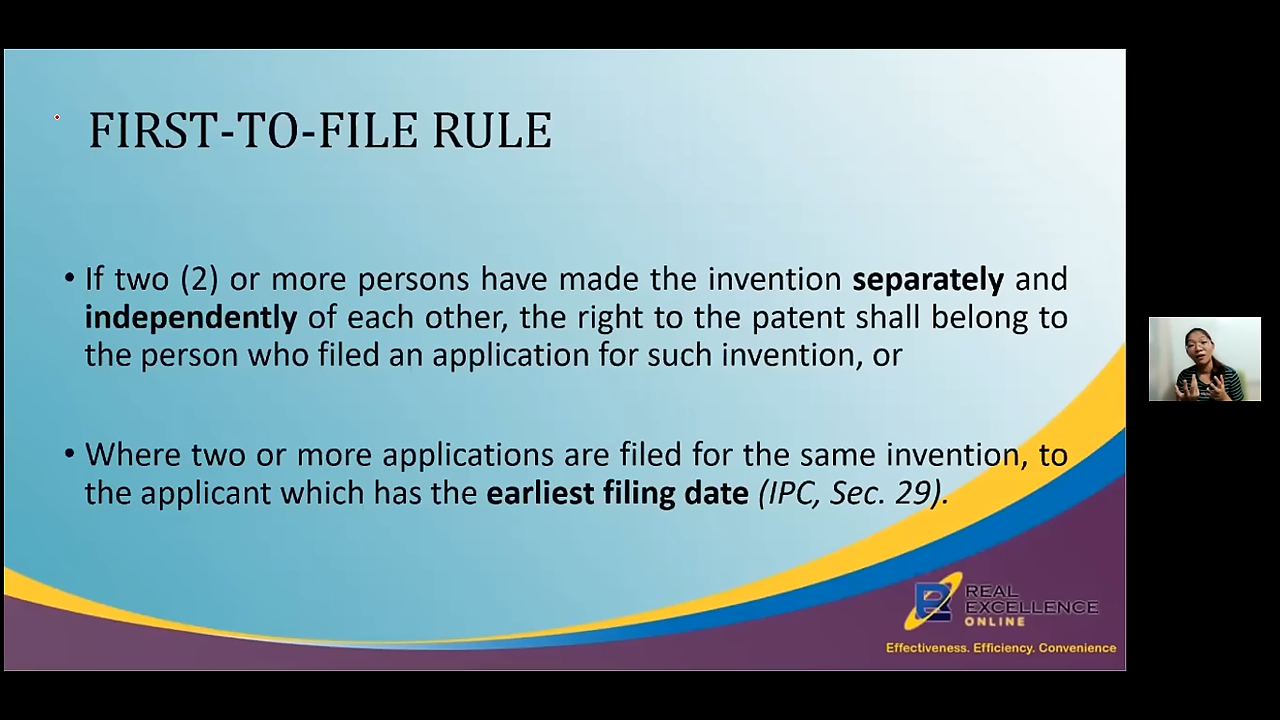 FIRST-TO-FILE RULE
• If two (2) or more persons have made the invention separately and
independently of each other, the right to the patent shall belong to
the person who filed an application for such invention, or
• Where two or more applications are filed for the same invention, to
the applicant which has the earliest filing date (IPC, Sec. 29).
REAL
EXCELLENCE
ONLINE
Effectiveness. Efficiency. Convenience